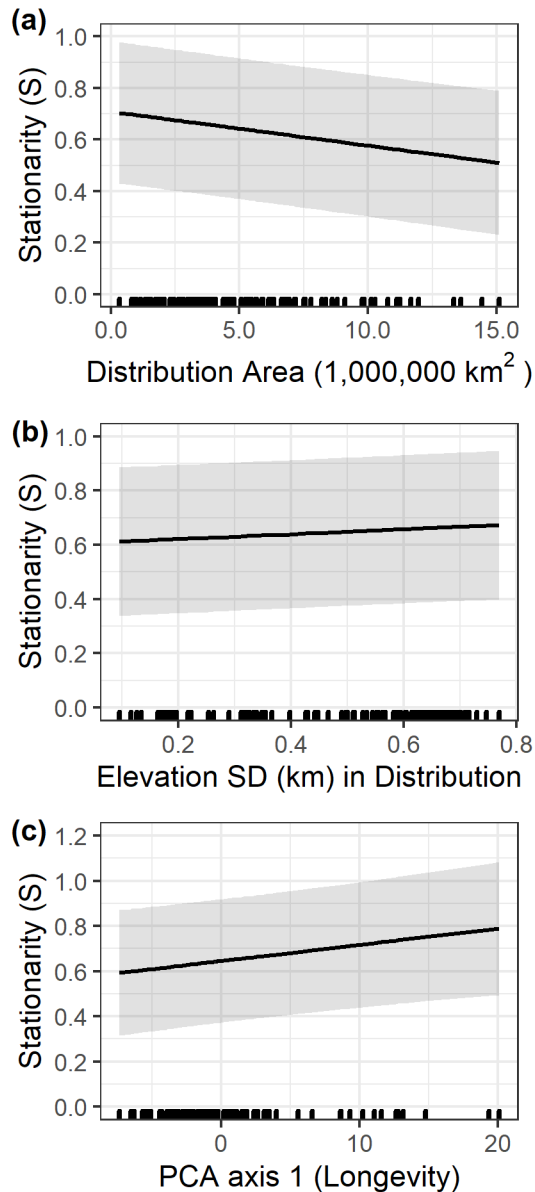 (a)
1.0
0.8
0.6
0.4
0.2
0.0
Stationarity (S)
0.0 5.0 10.0 15.0
Distribution Area (1,000,000 km²)
(b)
1.0
0.8
0.6
0.4
0.2
0.0
Stationarity (S)
0.2 0.4 0.6 0.8
Elevation SD (km) in Distribution
(c)
1.2
1.0
0.8
0.6
0.4
0.2
0.0
Stationarity (S)
0 10 20
PCA axis 1 (Longevity)